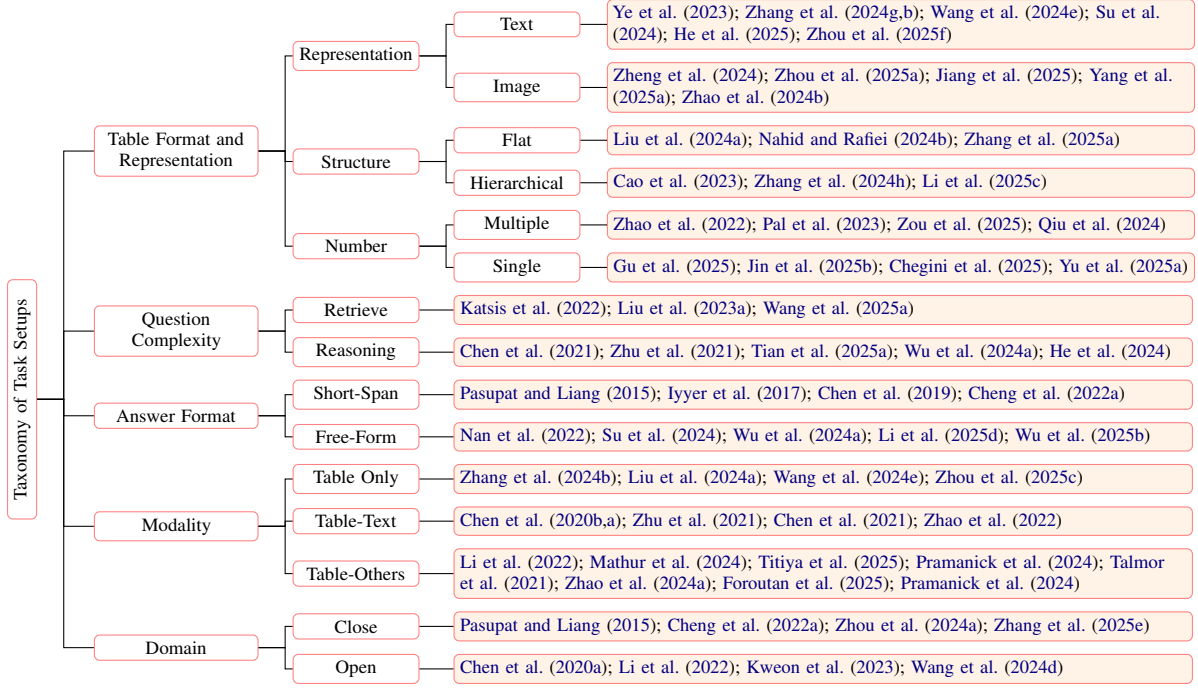 Taxonomy of Task Setups
Table Format and
Representation
Representation
Text
Ye et al. (2023); Zhang et al. (2024g,b); Wang et al. (2024e); Su et al.
(2024); He et al. (2025); Zhou et al. (2025f)
Image
Zheng et al. (2024); Zhou et al. (2025a); Jiang et al. (2025); Yang et al.
(2025a); Zhao et al. (2024b)
Structure
Flat
Liu et al. (2024a); Nahid and Rafiei (2024b); Zhang et al. (2025a)
Hierarchical
Cao et al. (2023); Zhang et al. (2024h); Li et al. (2025c)
Number
Multiple
Zhao et al. (2022); Pal et al. (2023); Zou et al. (2025); Qiu et al. (2024)
Single
Gu et al. (2025); Jin et al. (2025b); Chegini et al. (2025); Yu et al. (2025a)
Question
Complexity
Retrieve
Katsis et al. (2022); Liu et al. (2023a); Wang et al. (2025a)
Reasoning
Chen et al. (2021); Zhu et al. (2021); Tian et al. (2025a); Wu et al. (2024a); He et al. (2024)
Answer Format
Short-Span
Pasupat and Liang (2015); Iyyer et al. (2017); Chen et al. (2019); Cheng et al. (2022a)
Free-Form
Nan et al. (2022); Su et al. (2024); Wu et al. (2024a); Li et al. (2025d); Wu et al. (2025b)
Modality
Table Only
Zhang et al. (2024b); Liu et al. (2024a); Wang et al. (2024e); Zhou et al. (2025c)
Table-Text
Chen et al. (2020b,a); Zhu et al. (2021); Chen et al. (2021); Zhao et al. (2022)
Table-Others
Li et al. (2022); Mathur et al. (2024); Titiya et al. (2025); Pramanick et al. (2024); Talmor
et al. (2021); Zhao et al. (2024a); Foroutan et al. (2025); Pramanick et al. (2024)
Domain
Close
Pasupat and Liang (2015); Cheng et al. (2022a); Zhou et al. (2024a); Zhang et al. (2025e)
Open
Chen et al. (2020a); Li et al. (2022); Kweon et al. (2023); Wang et al. (2024d)